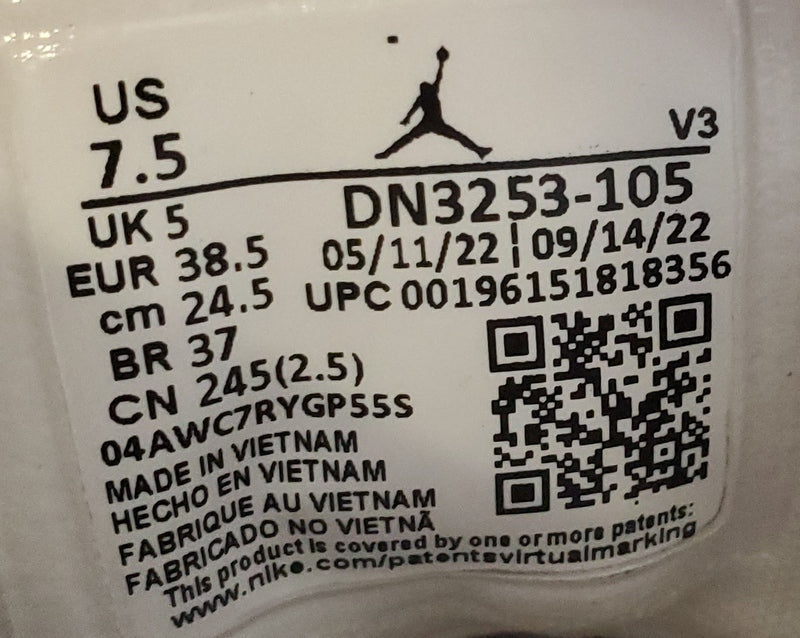 US
7.5
V3
UK 5
DN3253-105
EUR 38.5
05/11/22 | 09/14/22
cm 24.5
UPC 00196151818356
BR 37
CN 245(2.5)
04AWC7RYGP55S
MADE IN VIETNAM
HECHO EN VIETNAM
FABRIQUE AU VIETNAM
FABRICADO NO VIETNÃ
This product is covered by one or more patents:
www.nike.com/patentsvirtualmarking